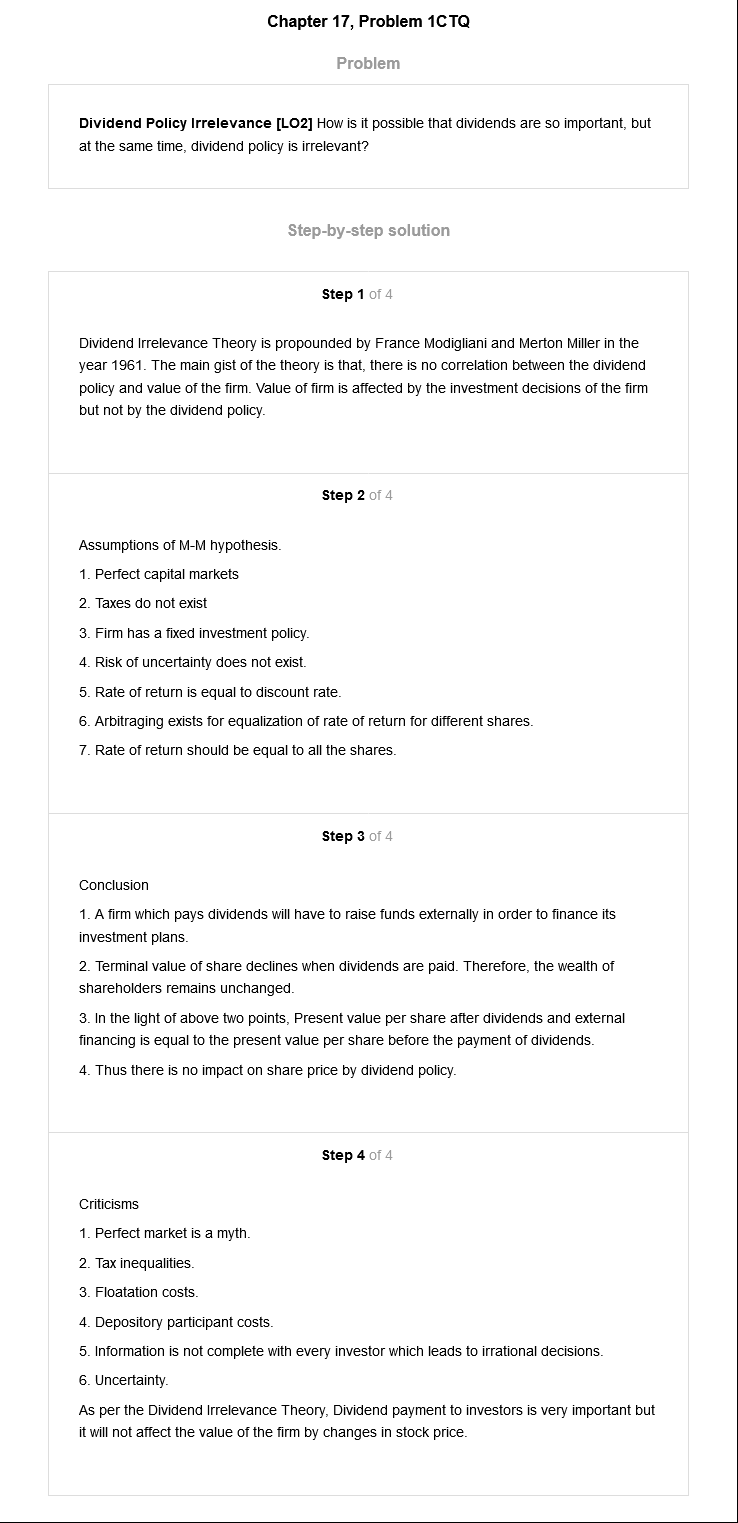 Chapter 17, Problem 1CTQ
Problem
Dividend Policy Irrelevance [LO2] How is it possible that dividends are so important, but
at the same time, dividend policy is irrelevant?
Step-by-step solution
Step 1 of 4
Dividend Irrelevance Theory is propounded by France Modigliani and Merton Miller in the
year 1961. The main gist of the theory is that, there is no correlation between the dividend
policy and value of the firm. Value of firm is affected by the investment decisions of the firm
but not by the dividend policy.
Step 2 of 4
Assumptions of M-M hypothesis.
1. Perfect capital markets
2. Taxes do not exist
3. Firm has a fixed investment policy.
4. Risk of uncertainty does not exist.
5. Rate of return is equal to discount rate.
6. Arbitraging exists for equalization of rate of return for different shares.
7. Rate of return should be equal to all the shares.
Step 3 of 4
Conclusion
1. A firm which pays dividends will have to raise funds externally in order to finance its
investment plans.
2. Terminal value of share declines when dividends are paid. Therefore, the wealth of
shareholders remains unchanged.
3. In the light of above two points, Present value per share after dividends and external
financing is equal to the present value per share before the payment of dividends.
4. Thus there is no impact on share price by dividend policy.
Step 4 of 4
Criticisms
1. Perfect market is a myth.
2. Tax inequalities.
3. Floatation costs.
4. Depository participant costs.
5. Information is not complete with every investor which leads to irrational decisions.
6. Uncertainty.
As per the Dividend Irrelevance Theory, Dividend payment to investors is very important but
it will not affect the value of the firm by changes in stock price.